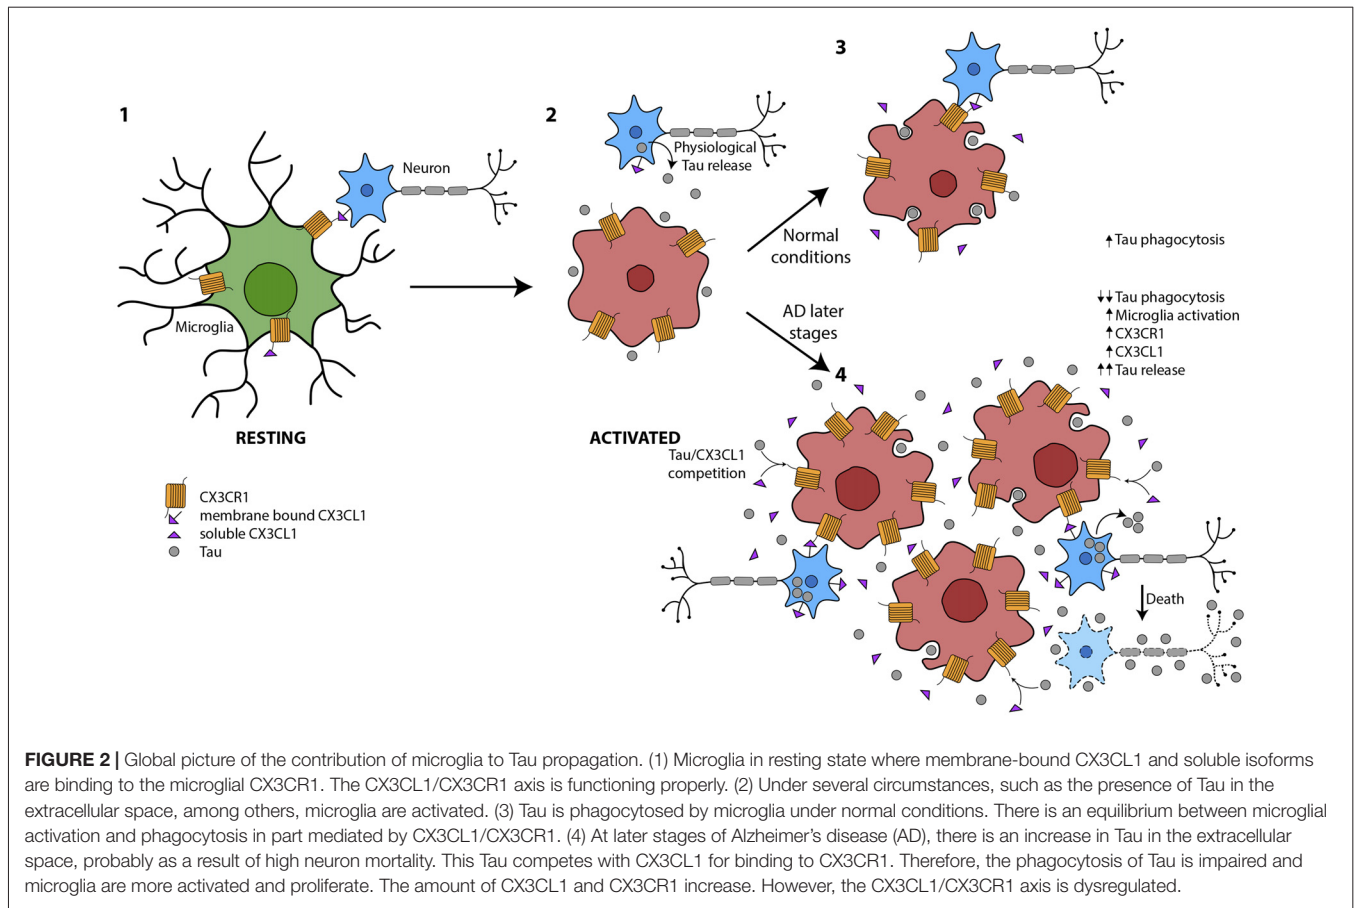 1
Neuron
Microglia
RESTING
CX3CR1
membrane bound CX3CL1
soluble CX3CL1
Tau
2
Physiological
Tau release
ACTIVATED
Normal
conditions
AD later
stages
3
↑Tau phagocytosis
↓↓Tau phagocytosis
↑Microglia activation
↑CX3CR1
↑CX3CL1
↑↑Tau release
4
Tau/CX3CL1
competition
Death
FIGURE 2 | Global picture of the contribution of microglia to Tau propagation. (1) Microglia in resting state where membrane-bound CX3CL1 and soluble isoforms
are binding to the microglial CX3CR1. The CX3CL1/CX3CR1 axis is functioning properly. (2) Under several circumstances, such as the presence of Tau in the
extracellular space, among others, microglia are activated. (3) Tau is phagocytosed by microglia under normal conditions. There is an equilibrium between microglial
activation and phagocytosis in part mediated by CX3CL1/CX3CR1. (4) At later stages of Alzheimer's disease (AD), there is an increase in Tau in the extracellular
space, probably as a result of high neuron mortality. This Tau competes with CX3CL1 for binding to CX3CR1. Therefore, the phagocytosis of Tau is impaired and
microglia are more activated and proliferate. The amount of CX3CL1 and CX3CR1 increase. However, the CX3CL1/CX3CR1 axis is dysregulated.